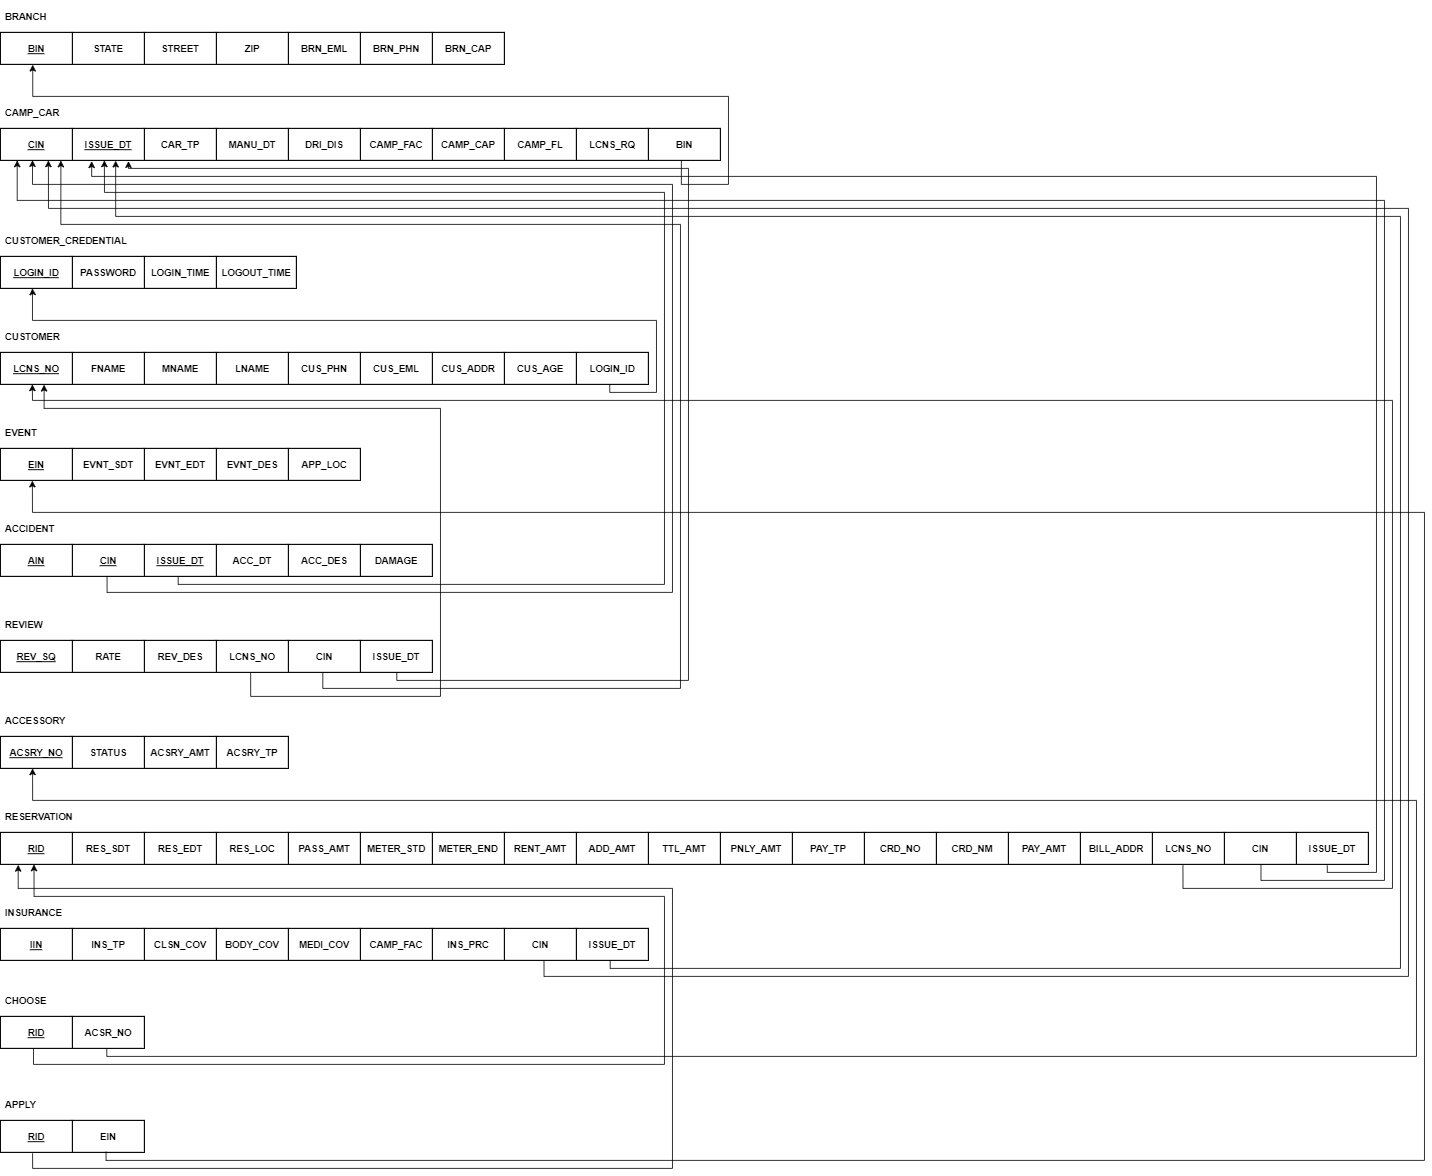 BRANCH
BIN STATE STREET ZIP BRN_EML BRN_PHN BRN_CAP
CAMP_CAR
CIN ISSUE_DT CAR_TP MANU_DT DRI_DIS CAMP_FAC CAMP_CAP CAMP_FL LCNS_RQ BIN
CUSTOMER_CREDENTIAL
LOGIN_ID PASSWORD LOGIN_TIME LOGOUT_TIME
CUSTOMER
LCNS_NO FNAME MNAME LNAME CUS_PHN CUS_EML CUS_ADDR CUS_AGE LOGIN_ID
EVENT
EIN EVNT_SDT EVNT_EDT EVNT_DES APP_LOC
ACCIDENT
AIN CIN ISSUE_DT ACC_DT ACC_DES DAMAGE
REVIEW
REV_SQ RATE REV_DES LCNS_NO CIN ISSUE_DT
ACCESSORY
ACSRY_NO STATUS ACSRY_AMT ACSRY_TP
RESERVATION
RID RES_SDT RES_EDT RES_LOC PASS_AMT METER_STD METER_END RENT_AMT ADD_AMT TTL_AMT PNLY_AMT PAY_TP CRD_NO CRD_NM PAY_AMT BILL_ADDR LCNS_NO CIN ISSUE_DT
INSURANCE
IIN INS_TP CLSN_COV BODY_COV MEDI_COV CAMP_FAC INS_PRC CIN ISSUE_DT
CHOOSE
RID ACSR_NO
APPLY
RID EIN